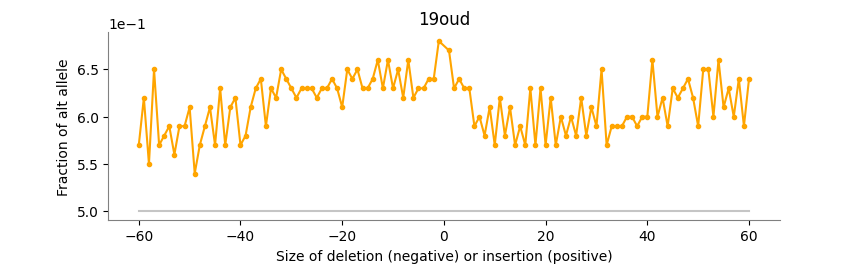 19oud
1e−1
Fraction of alt allele
6.5
6.0
5.5
5.0
−60 −40 −20 0 20 40 60
Size of deletion (negative) or insertion (positive)